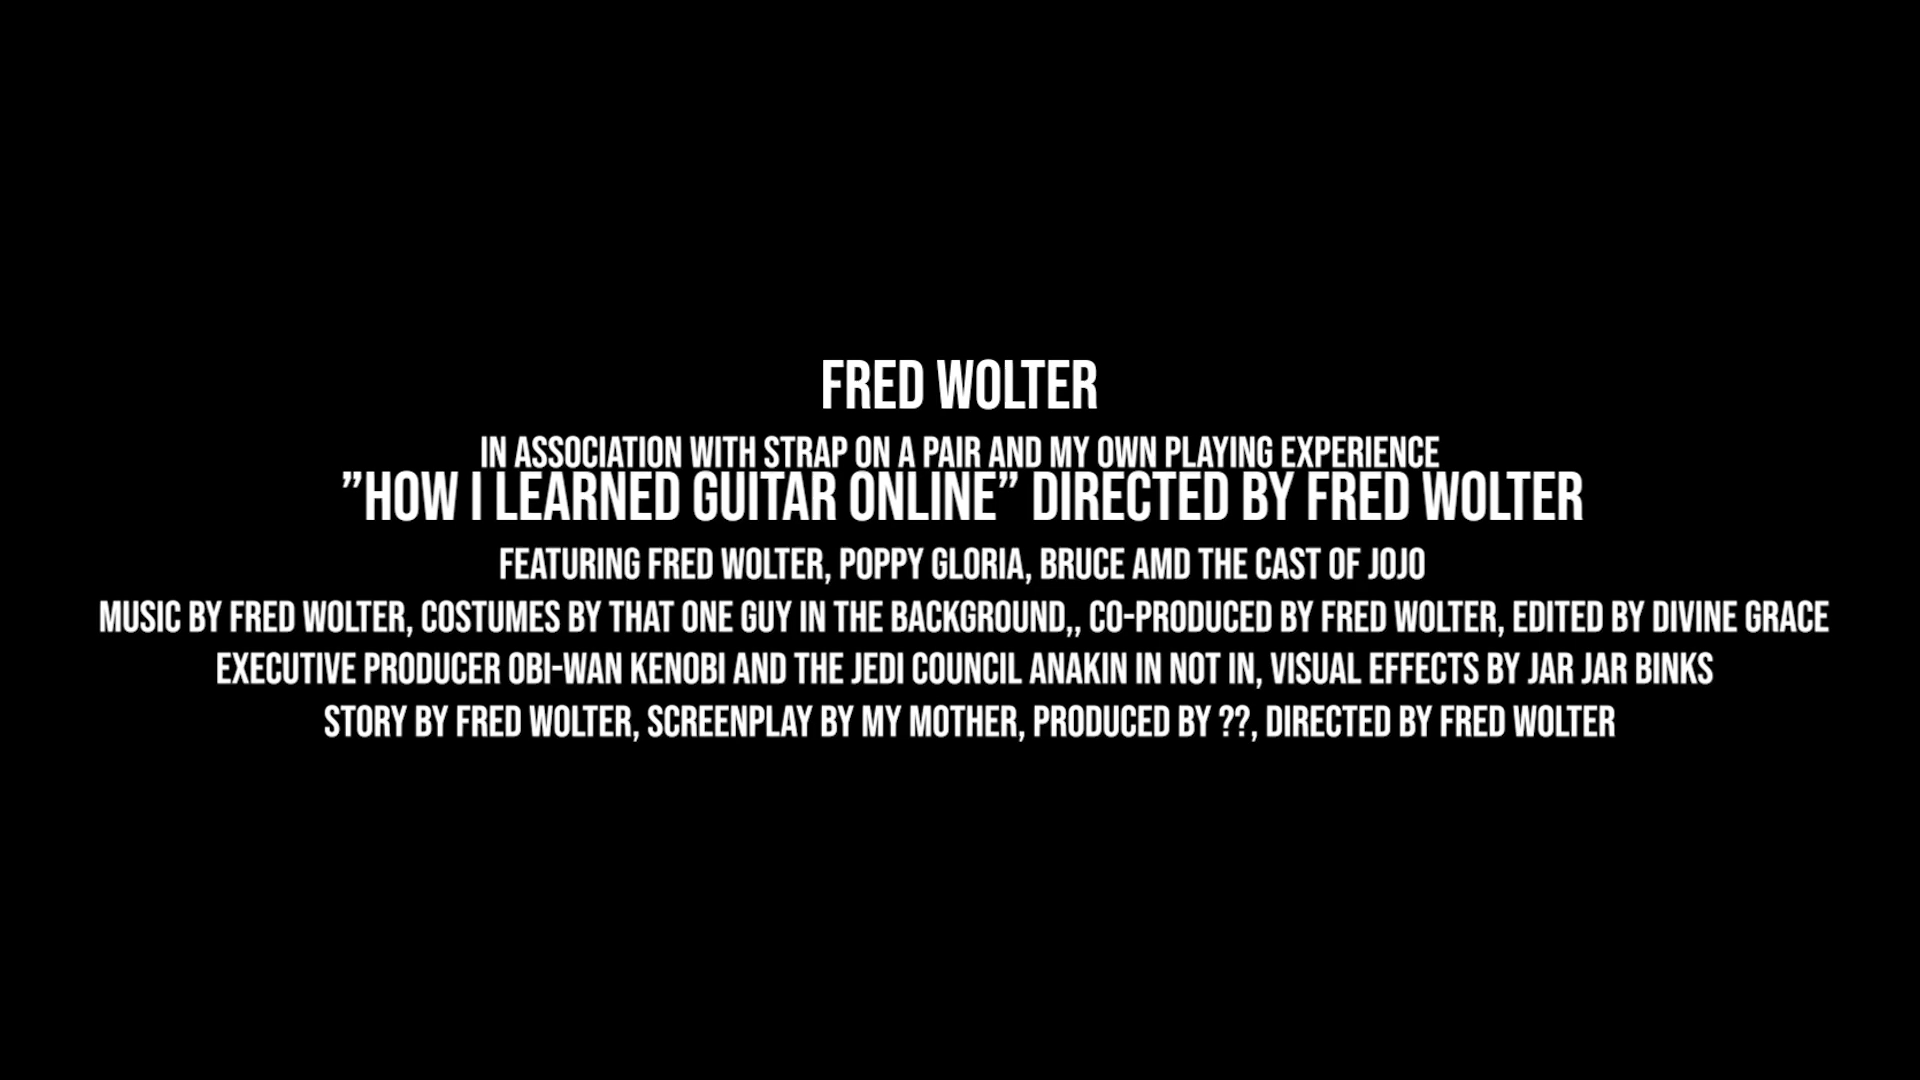 FRED WOLTER
IN ASSOCIATION WITH STRAP ON A PAIR AND MY OWN PLAYING EXPERIENCE
”HOW I LEARNED GUITAR ONLINE” DIRECTED BY FRED WOLTER
FEATURING FRED WOLTER, POPPY GLORIA, BRUCE AMD THE CAST OF JOJO
MUSIC BY FRED WOLTER, COSTUMES BY THAT ONE GUY IN THE BACKGROUND,, CO-PRODUCED BY FRED WOLTER, EDITED BY DIVINE GRACE
EXECUTIVE PRODUCER OBI-WAN KENOBI AND THE JEDI COUNCIL ANAKIN IN NOT IN, VISUAL EFFECTS BY JAR JAR BINKS
STORY BY FRED WOLTER, SCREENPLAY BY MY MOTHER, PRODUCED BY ??, DIRECTED BY FRED WOLTER